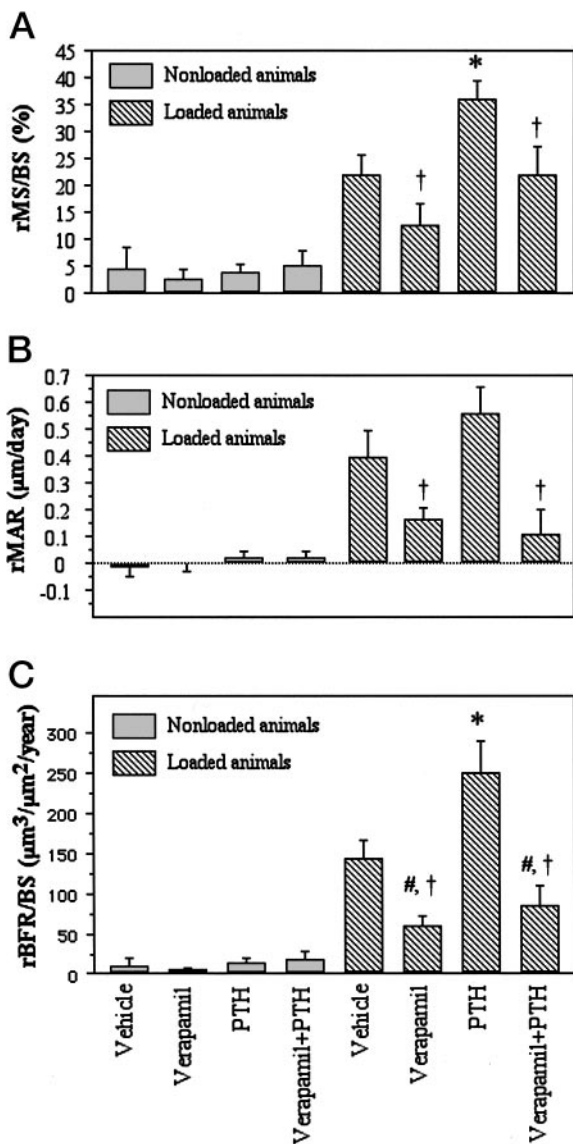 A
rMS/BS (%)
45
40
35
30
25
20
15
10
5
0
Nonloaded animals
Loaded animals
†
*
†
B
rMAR (μm/day)
0.7
0.6
0.5
0.4
0.3
0.2
0.1
0
-0.1
Nonloaded animals
Loaded animals
†
†
C
rBFR/BS (μm³/μm²/year)
300
250
200
150
100
50
0
Nonloaded animals
Loaded animals
#, †
*
#, †
Vehicle
Verapamil
PTH
Verapamil+PTH
Vehicle
Verapamil
PTH
Verapamil+PTH